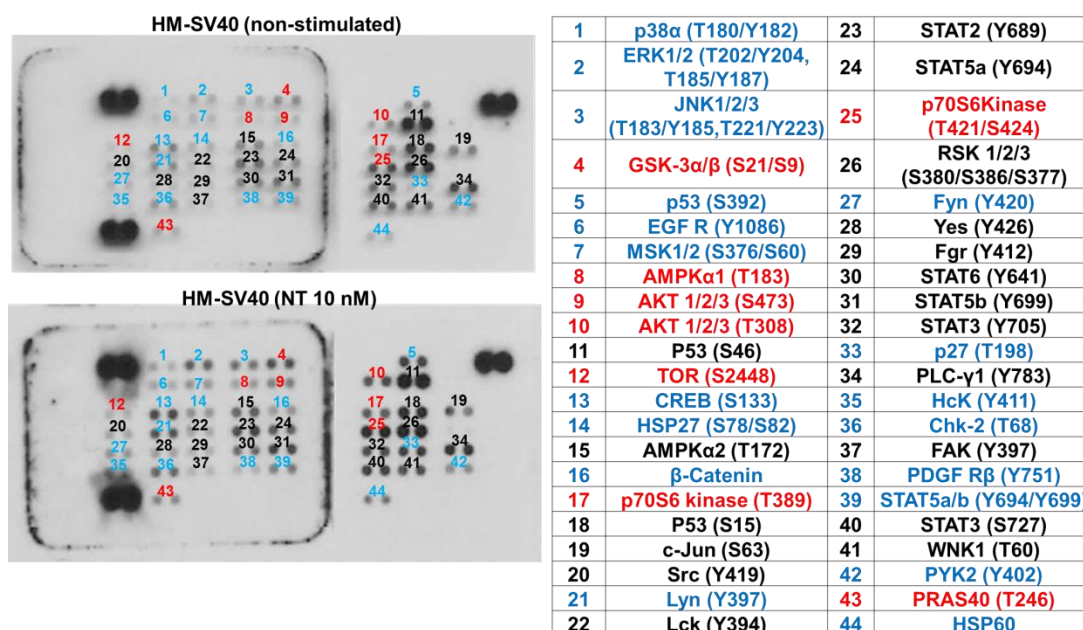 HM-SV40 (non-stimulated)
1 2 3 4 5
6 7 8 9 10 11
12 13 14 15 16 17 18 19
20 21 22 23 24 25 26
27 28 29 30 31 32 33 34
35 36 37 38 39 40 41 42
43 44
HM-SV40 (NT 10 nM)
1 2 3 4 5
6 7 8 9 10 11
12 13 14 15 16 17 18 19
20 21 22 23 24 25 26
27 28 29 30 31 32 33 34
35 36 37 38 39 40 41 42
43 44
1 p38α (T180/Y182) 23 STAT2 (Y689)
2 ERK1/2 (T202/Y204, T185/Y187) 24 STAT5a (Y694)
3 JNK1/2/3 (T183/Y185,T221/Y223) 25 p70S6Kinase (T421/S424)
4 GSK-3α/β (S21/S9) 26 RSK 1/2/3 (S380/S386/S377)
5 p53 (S392) 27 Fyn (Y420)
6 EGF R (Y1086) 28 Yes (Y426)
7 MSK1/2 (S376/S60) 29 Fgr (Y412)
8 AMPKα1 (T183) 30 STAT6 (Y641)
9 AKT 1/2/3 (S473) 31 STAT5b (Y699)
10 AKT 1/2/3 (T308) 32 STAT3 (Y705)
11 P53 (S46) 33 p27 (T198)
12 TOR (S2448) 34 PLC-γ1 (Y783)
13 CREB (S133) 35 HcK (Y411)
14 HSP27 (S78/S82) 36 Chk-2 (T68)
15 AMPKα2 (T172) 37 FAK (Y397)
16 β-Catenin 38 PDGF Rβ (Y751)
17 p70S6 kinase (T389) 39 STAT5a/b (Y694/Y699)
18 P53 (S15) 40 STAT3 (S727)
19 c-Jun (S63) 41 WNK1 (T60)
20 Src (Y419) 42 PYK2 (Y402)
21 Lyn (Y397) 43 PRAS40 (T246)
22 Lck (Y394) 44 HSP60